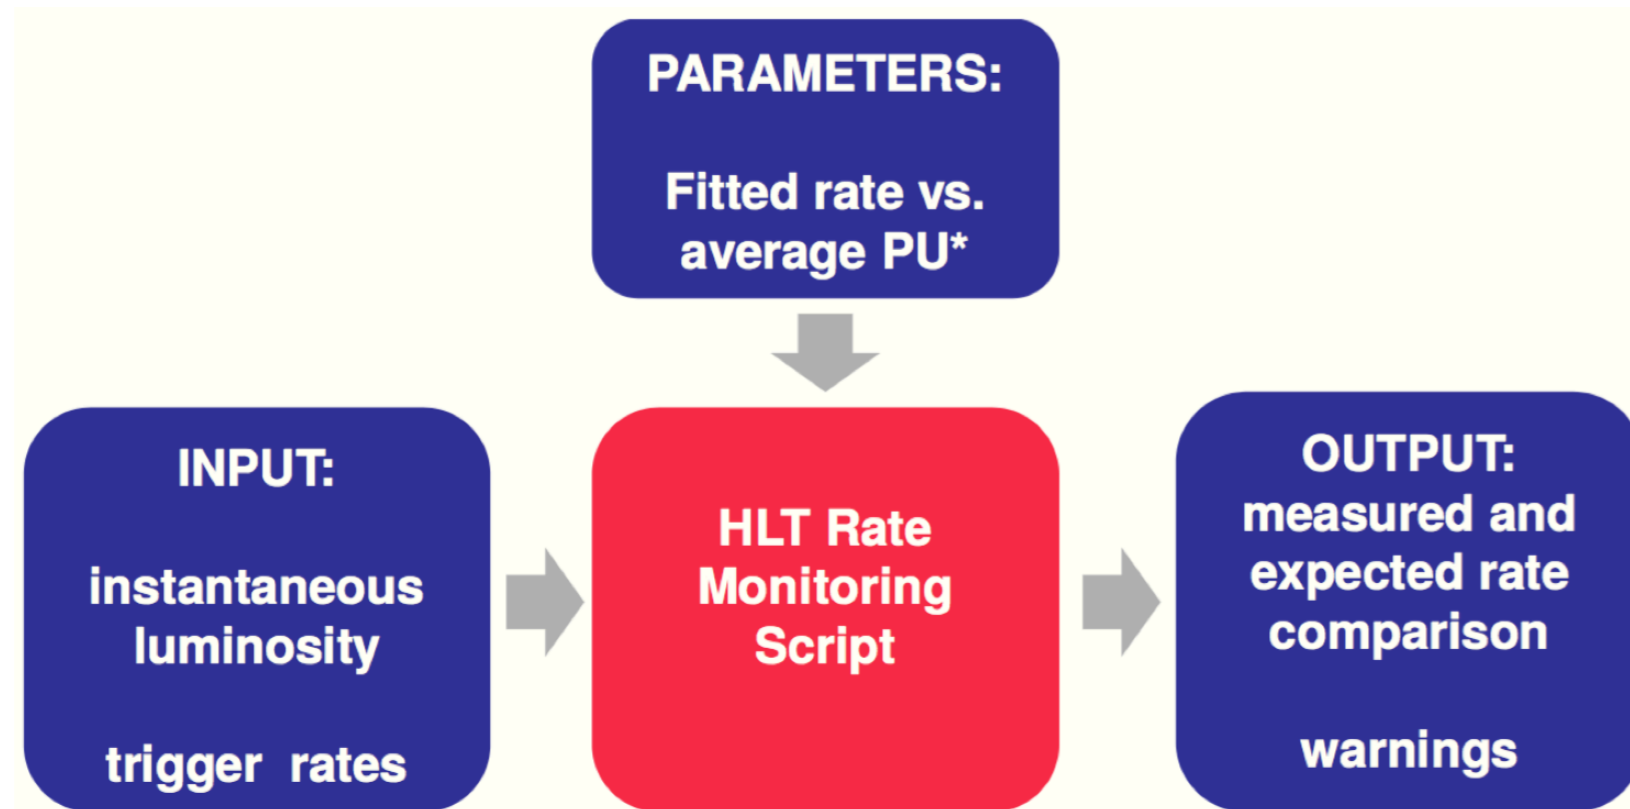 PARAMETERS:
Fitted rate vs.
average PU*
INPUT:
instantaneous
luminosity
trigger rates
HLT Rate
Monitoring
Script
OUTPUT:
measured and
expected rate
comparison
warnings